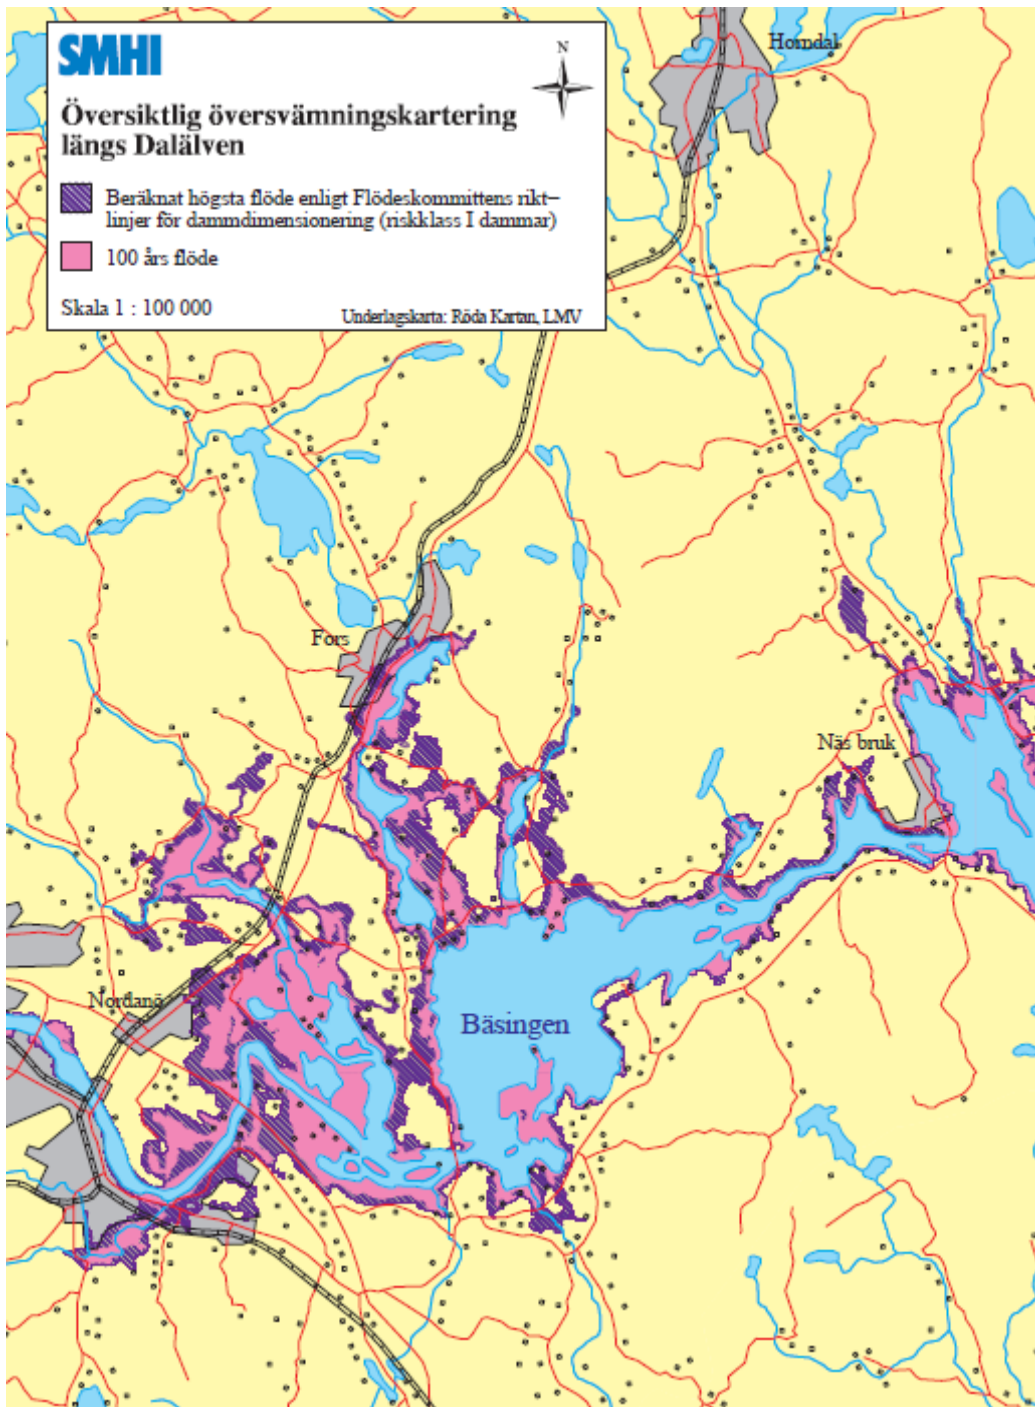 SMHI
N
Översiktlig översvämningskartering
längs Dalälven
Beräknat högsta flöde enligt Flödeskommittens rikt–
linjer för dammdimensionering (riskklass I dammar)
100 års flöde
Skala 1 : 100 000
Underlagskarta: Röda Kartan, LMV
Horndal
Fors
Näs bruk
Nordanö
Bäsingen